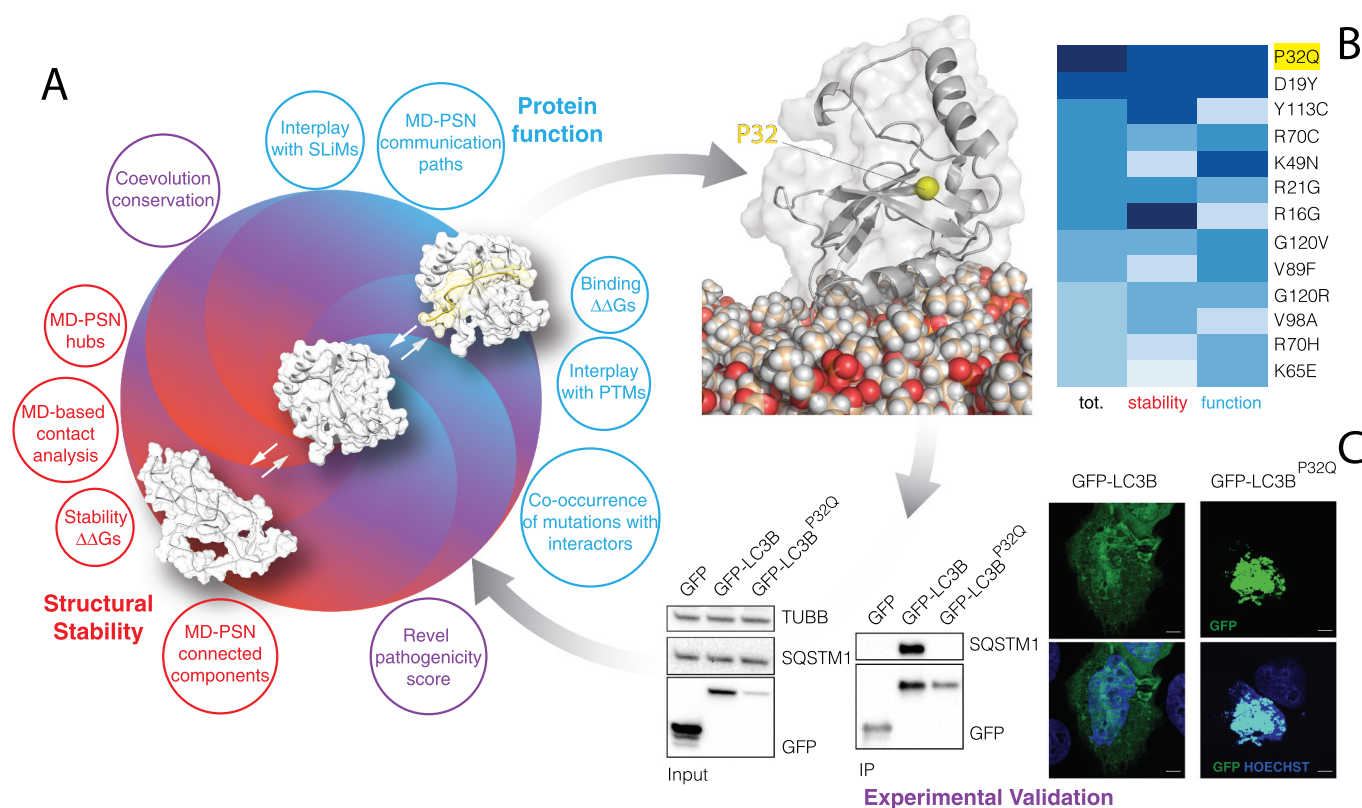 A
Interplay
with SLiMs
MD-PSN
communication
paths
Protein
function
Coevolution
conservation
Binding
ΔΔGs
MD-PSN
hubs
Interplay
with PTMs
MD-based
contact
analysis
Stability
ΔΔGs
Co-occurrence
of mutations with
interactors
Structural
Stability
MD-PSN
connected
components
Revel
pathogenicity
score
P32
B
P32Q
D19Y
Y113C
R70C
K49N
R21G
R16G
G120V
V89F
G120R
V98A
R70H
K65E
tot. stability function
GFP
GFP-LC3B
GFP-LC3B^P32Q
TUBB
SQSTM1
GFP
Input
GFP
GFP-LC3B
GFP-LC3B^P32Q
SQSTM1
GFP
IP
C
GFP-LC3B
GFP-LC3B^P32Q
GFP
GFP HOECHST
Experimental Validation